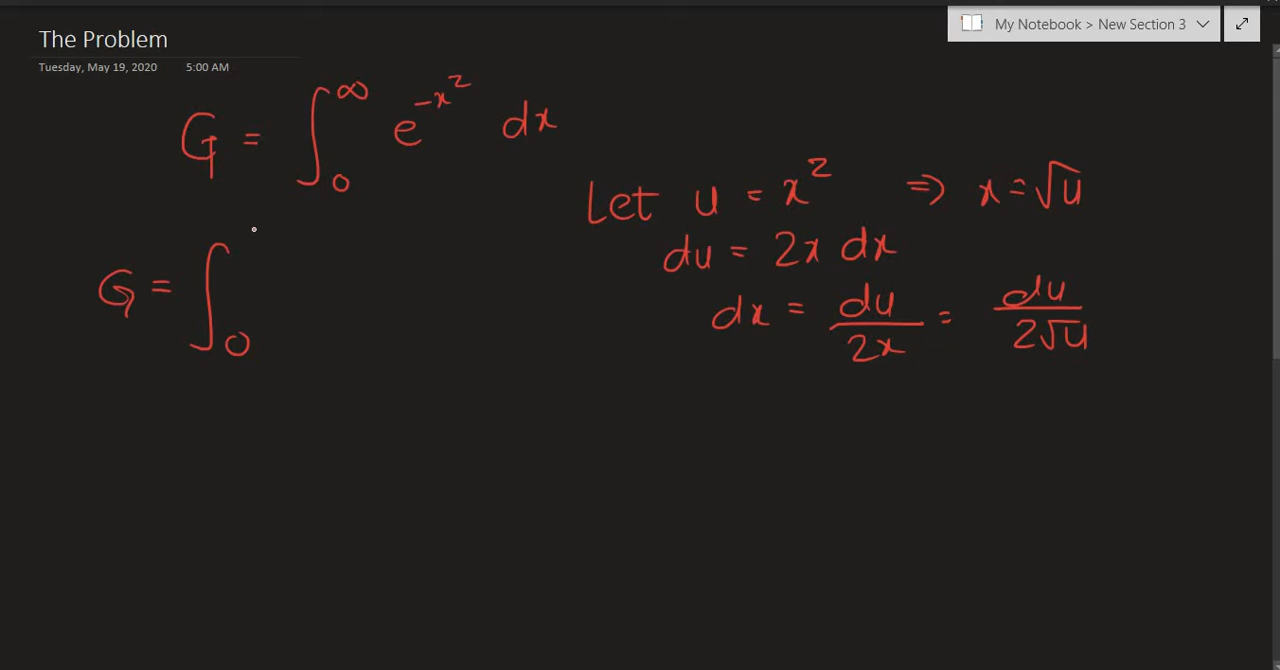 My Notebook > New Section 3
The Problem
Tuesday, May 19, 2020 5:00 AM
G = ∫₀^∞ e^(-x²) dx
Let u = x² ⇒ x = √u
du = 2x dx
dx = du/2x = du/2√u
G = ∫₀